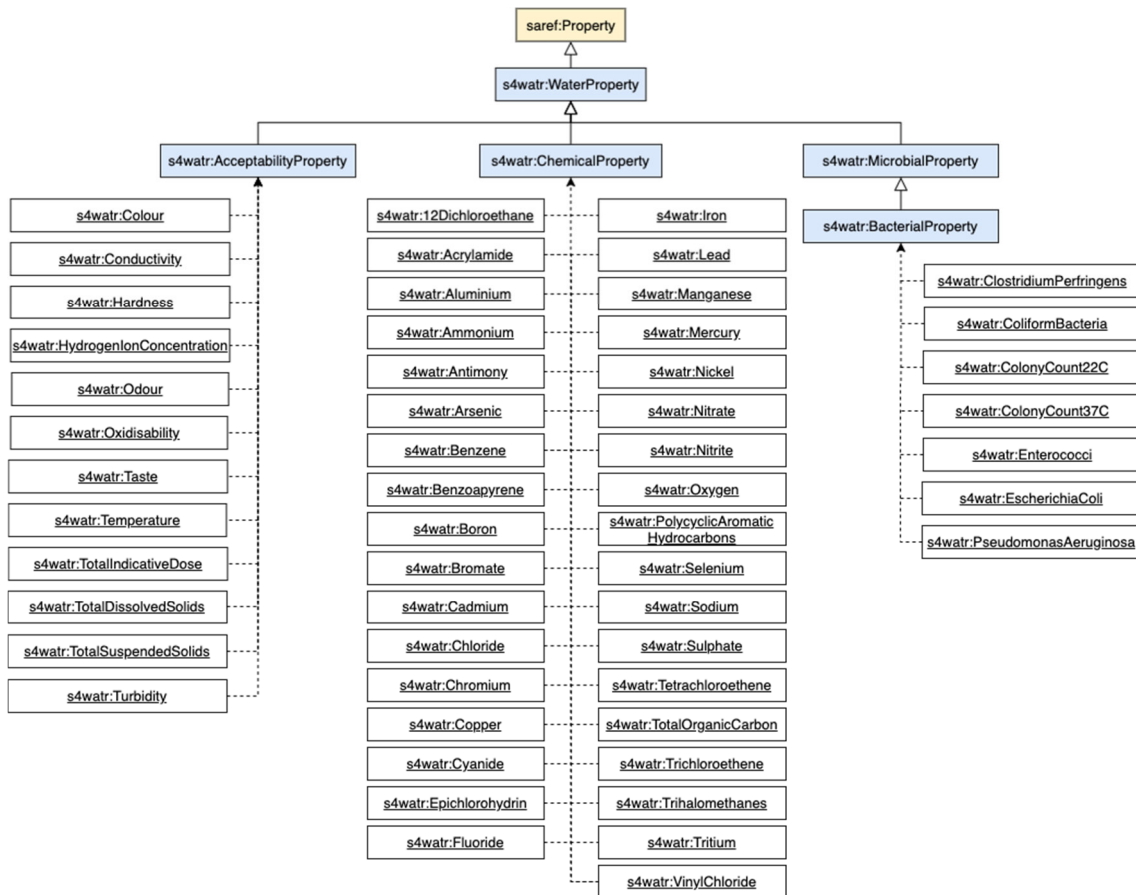 saref:Property
s4watr:WaterProperty
s4watr:AcceptabilityProperty
s4watr:ChemicalProperty
s4watr:MicrobialProperty
s4watr:BacterialProperty
s4watr:Colour
s4watr:Conductivity
s4watr:Hardness
s4watr:HydrogenIonConcentration
s4watr:Odour
s4watr:Oxidisability
s4watr:Taste
s4watr:Temperature
s4watr:TotalIndicativeDose
s4watr:TotalDissolvedSolids
s4watr:TotalSuspendedSolids
s4watr:Turbidity
s4watr:12Dichloroethane
s4watr:Acrylamide
s4watr:Aluminium
s4watr:Ammonium
s4watr:Antimony
s4watr:Arsenic
s4watr:Benzene
s4watr:Benzoapyrene
s4watr:Boron
s4watr:Bromate
s4watr:Cadmium
s4watr:Chloride
s4watr:Chromium
s4watr:Copper
s4watr:Cyanide
s4watr:Epichlorohydrin
s4watr:Fluoride
s4watr:Iron
s4watr:Lead
s4watr:Manganese
s4watr:Mercury
s4watr:Nickel
s4watr:Nitrate
s4watr:Nitrite
s4watr:Oxygen
s4watr:PolycyclicAromatic
Hydrocarbons
s4watr:Selenium
s4watr:Sodium
s4watr:Sulphate
s4watr:Tetrachloroethene
s4watr:TotalOrganicCarbon
s4watr:Trichloroethene
s4watr:Trihalomethanes
s4watr:Tritium
s4watr:VinylChloride
s4watr:ClostridiumPerfringens
s4watr:ColiformBacteria
s4watr:ColonyCount22C
s4watr:ColonyCount37C
s4watr:Enterococci
s4watr:EscherichiaColi
s4watr:PseudomonasAeruginosa